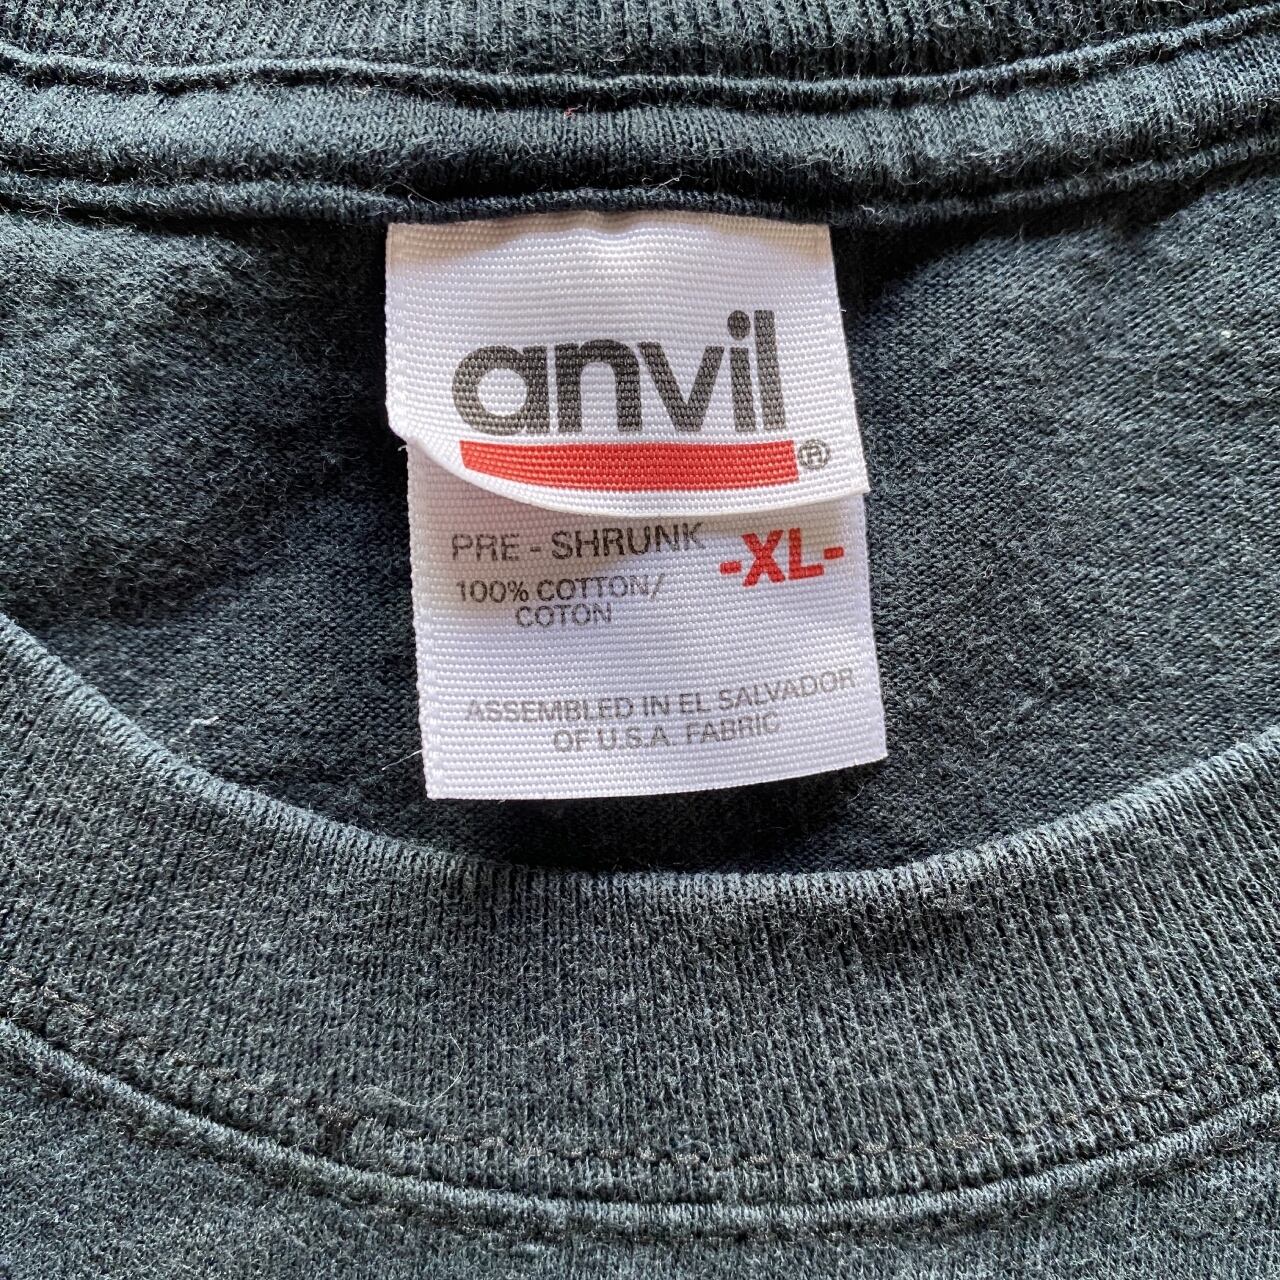 anvil®
PRE - SHRUNK
-XL-
100% COTTON/
COTON
ASSEMBLED IN EL SALVADOR
OF U.S.A. FABRIC